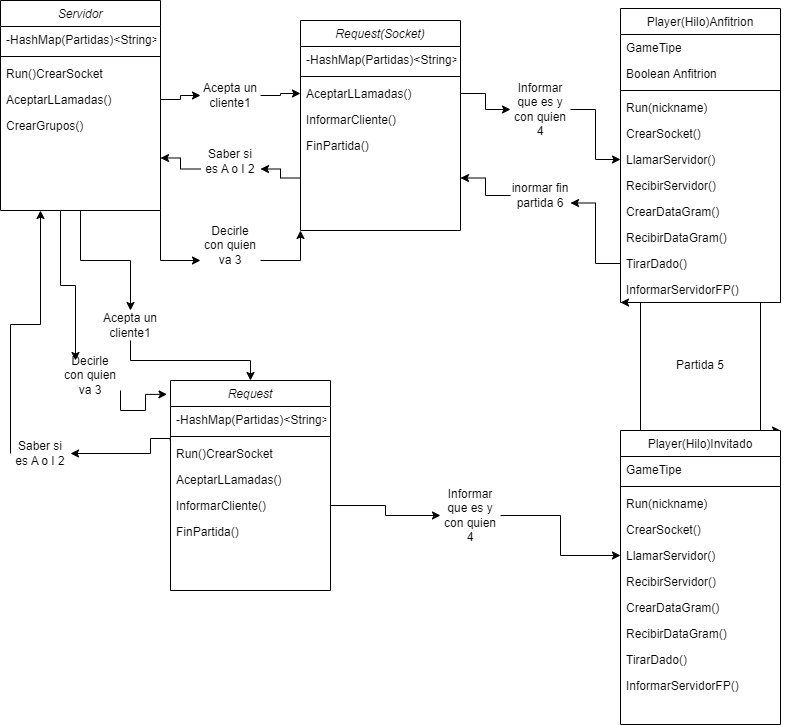 Servidor
-HashMap(Partidas)<String>
Run()CrearSocket
AceptarLLamadas()
CrearGrupos()
Acepta un
cliente1
Saber si
es A o I 2
Decirle
con quien
va 3
Request(Socket)
-HashMap(Partidas)<String>
AceptarLLamadas()
InformarCliente()
FinPartida()
Informar
que es y
con quien
4
inormar fin
partida 6
Player(Hilo)Anfitrion
GameTipe
Boolean Anfitrion
Run(nickname)
CrearSocket()
LlamarServidor()
RecibirServidor()
CrearDataGram()
RecibirDataGram()
TirarDado()
InformarServidorFP()
Acepta un
cliente1
Decirle
con quien
va 3
Saber si
es A o I 2
Request
-HashMap(Partidas)<String>
Run()CrearSocket
AceptarLLamadas()
InformarCliente()
FinPartida()
Informar
que es y
con quien
4
Partida 5
Player(Hilo)Invitado
GameTipe
Run(nickname)
CrearSocket()
LlamarServidor()
RecibirServidor()
CrearDataGram()
RecibirDataGram()
TirarDado()
InformarServidorFP()